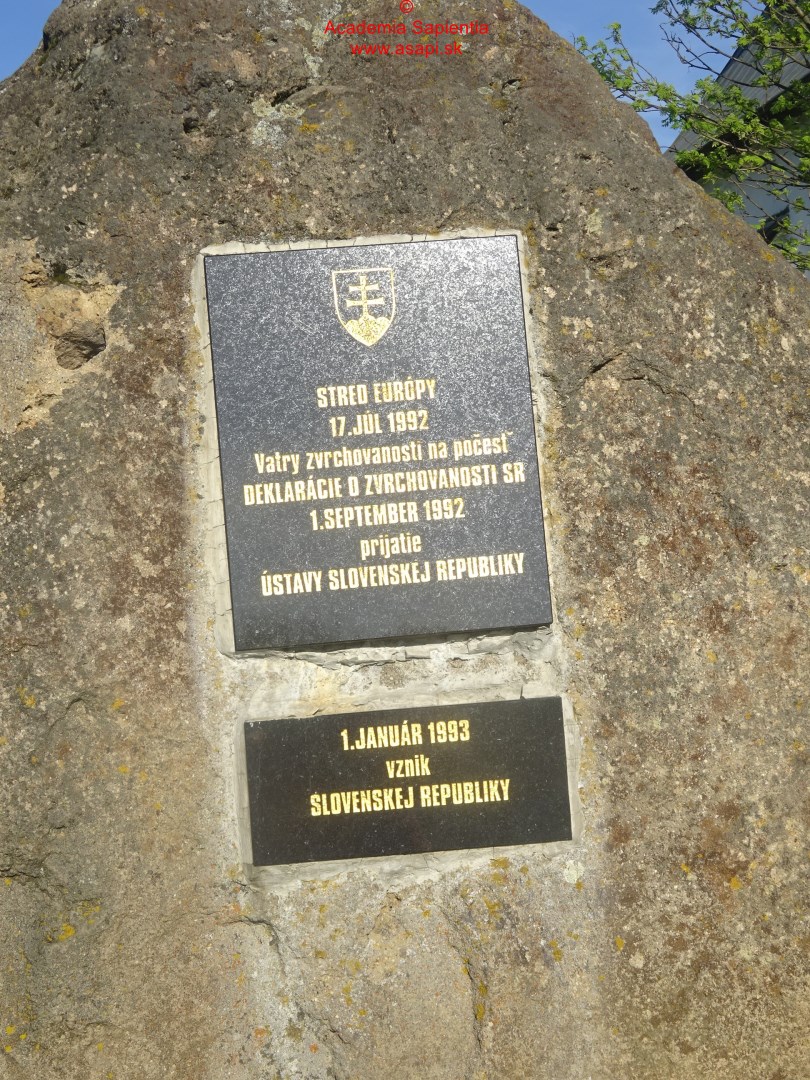 ©
Academia Sapientia
www.asapi.sk
STRED EURÓPY
17.JÚL 1992
Vatry zvrchovanosti na počesť
DEKLARÁCIE O ZVRCHOVANOSTI SR
1.SEPTEMBER 1992
prijatie
ÚSTAVY SLOVENSKEJ REPUBLIKY
1.JANUÁR 1993
vznik
SLOVENSKEJ REPUBLIKY